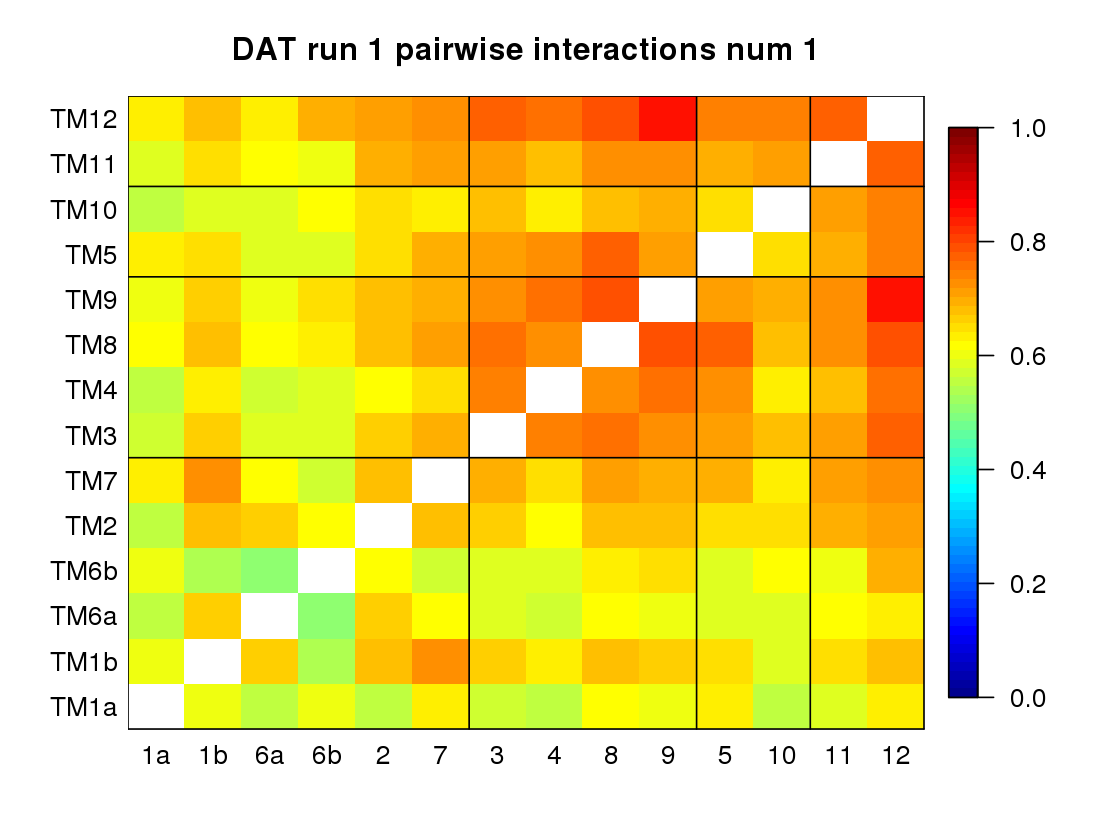 DAT run 1 pairwise interactions num 1
TM12
TM11
TM10
TM5
TM9
TM8
TM4
TM3
TM7
TM2
TM6b
TM6a
TM1b
TM1a
1a 1b 6a 6b 2 7 3 4 8 9 5 10 11 12
1.0
0.8
0.6
0.4
0.2
0.0